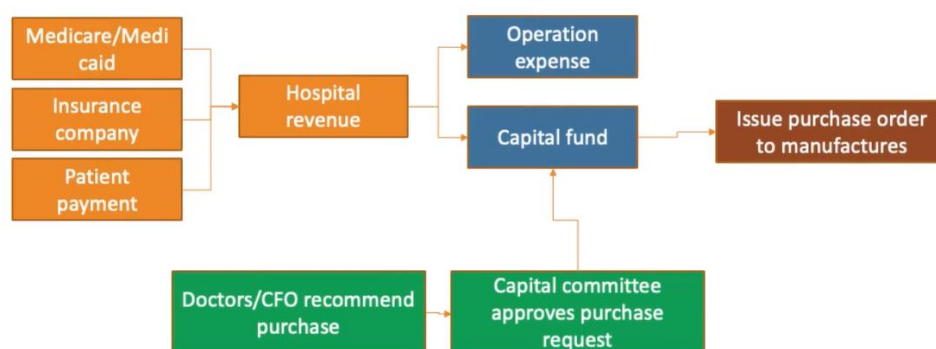 Medicare/Medi
caid
Insurance
company
Patient
payment
Hospital
revenue
Operation
expense
Capital fund
Issue purchase order
to manufactures
Doctors/CFO recommend
purchase
Capital committee
approves purchase
request